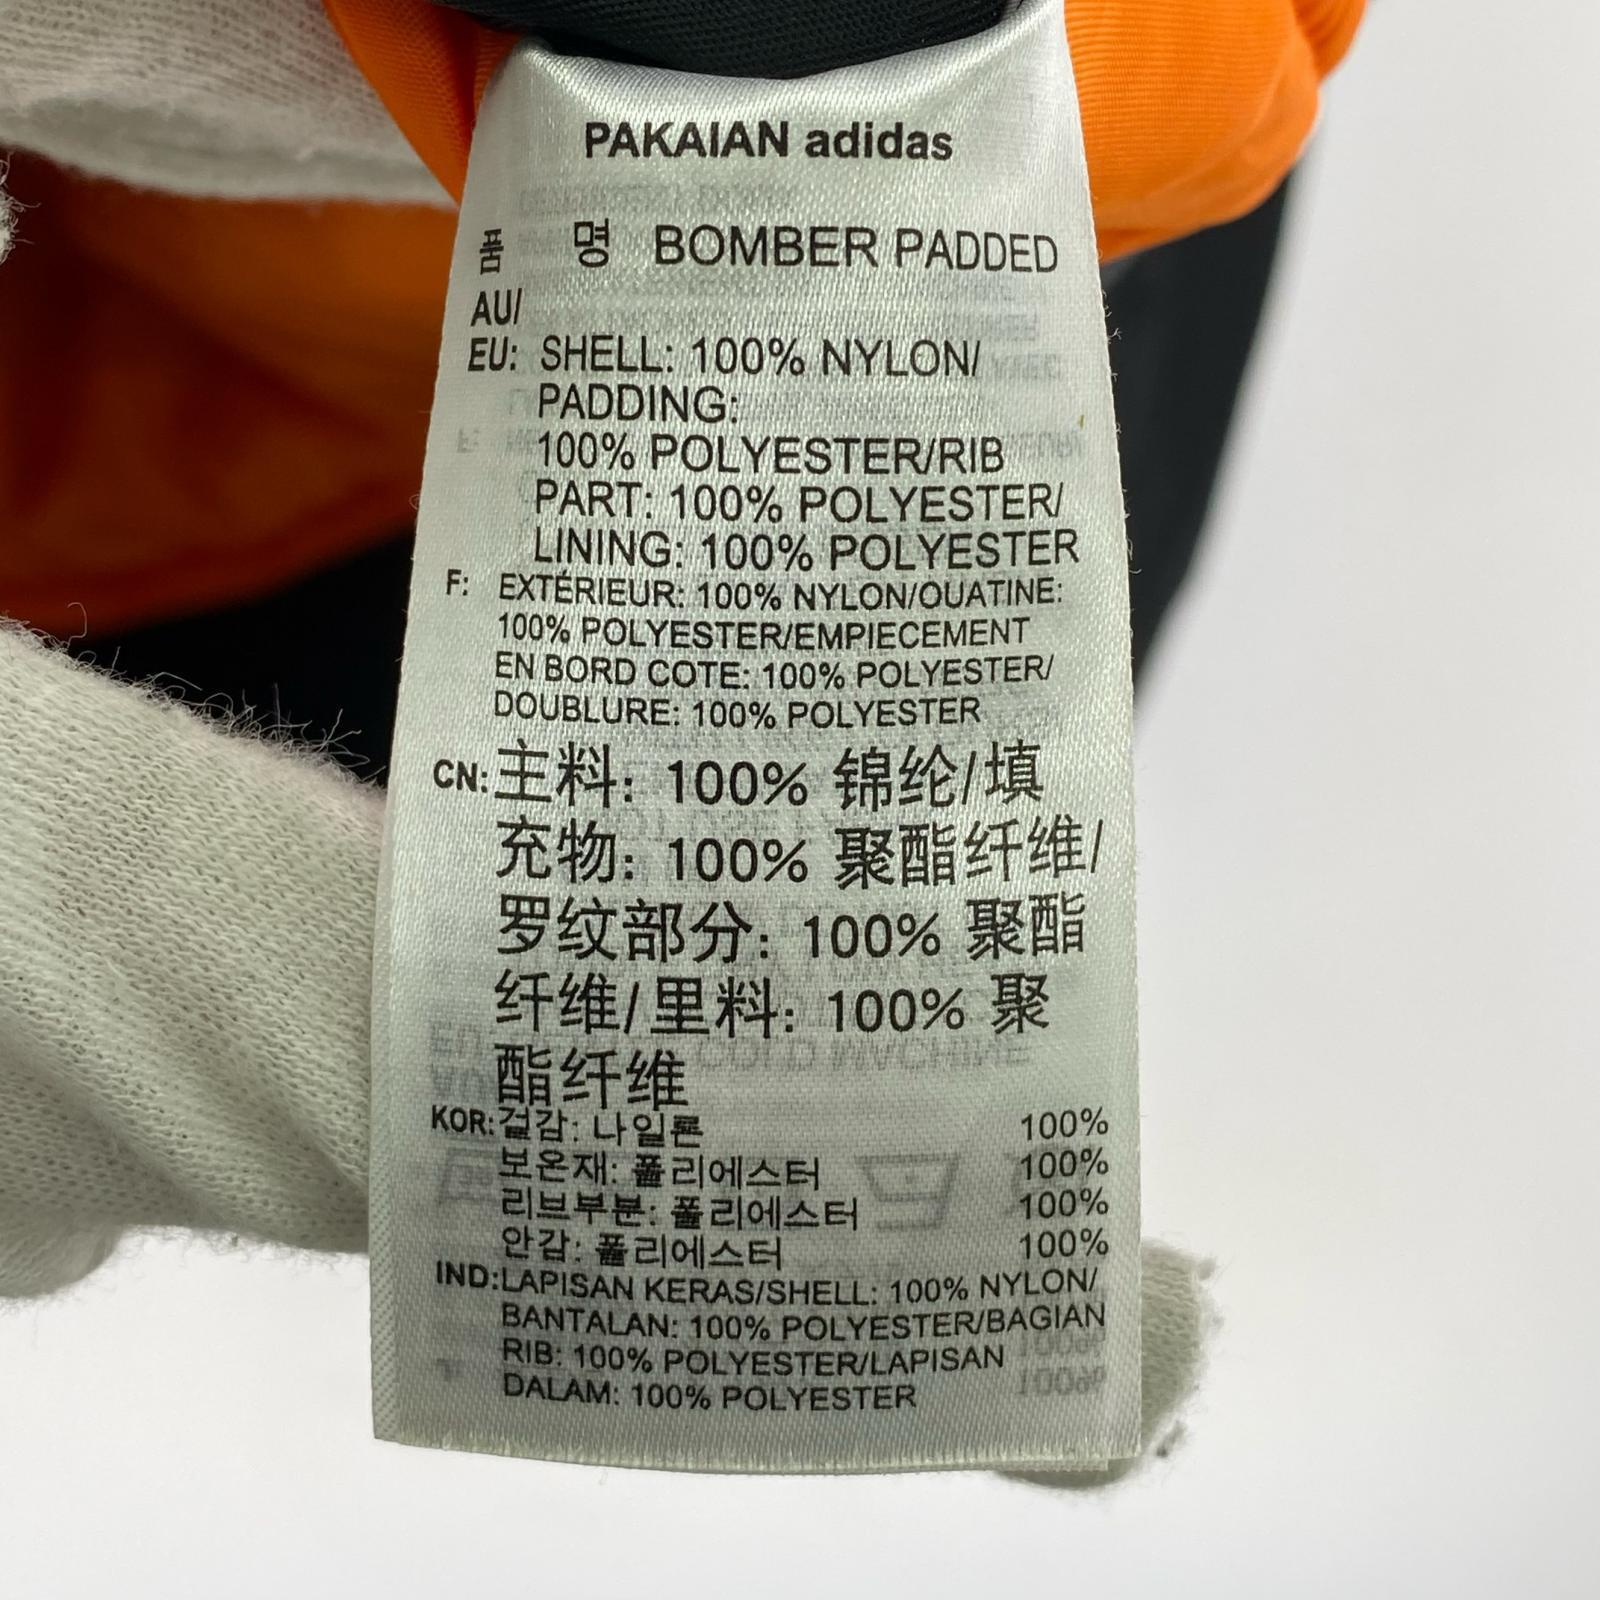 PAKAIAN adidas
품 명 BOMBER PADDED
AU/
EU: SHELL: 100% NYLON/
PADDING:
100% POLYESTER/RIB
PART: 100% POLYESTER/
LINING: 100% POLYESTER
F: EXTÉRIEUR: 100% NYLON/OUATINE:
100% POLYESTER/EMPIECEMENT
EN BORD COTE: 100% POLYESTER/
DOUBLURE: 100% POLYESTER
CN: 主料: 100% 锦纶/填
充物: 100% 聚酯纤维/
罗纹部分: 100% 聚酯
纤维/里料: 100% 聚
酯纤维
KOR: 겉감: 나일론 100%
보온재: 폴리에스터 100%
리브부분: 폴리에스터 100%
안감: 폴리에스터 100%
IND: LAPISAN KERAS/SHELL: 100% NYLON/
BANTALAN: 100% POLYESTER/BAGIAN
RIB: 100% POLYESTER/LAPISAN
DALAM: 100% POLYESTER